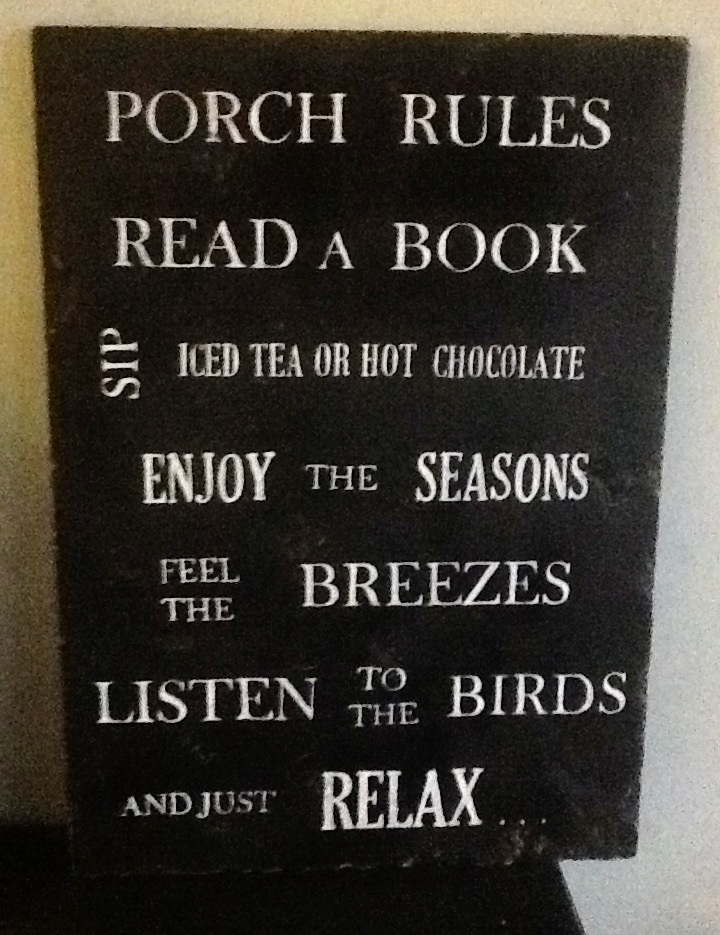 PORCH RULES
READ A BOOK
SIP ICED TEA OR HOT CHOCOLATE
ENJOY THE SEASONS
FEEL THE BREEZES
LISTEN TO THE BIRDS
AND JUST RELAX...